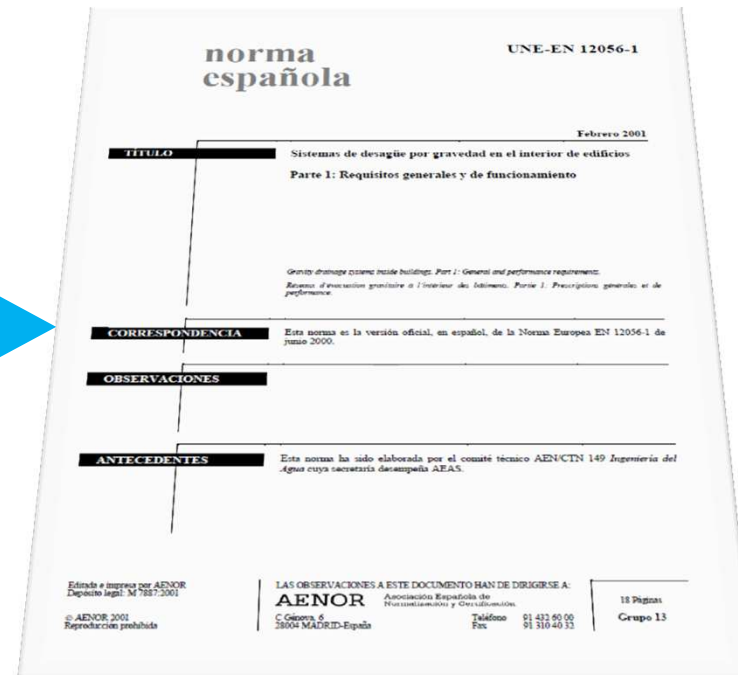 norma
española
UNE-EN 12056-1
Febrero 2001
TÍTULO
Sistemas de desagüe por gravedad en el interior de edificios
Parte 1: Requisitos generales y de funcionamiento
Gravity drainage systems inside buildings. Part 1: General and performance requirements.
Réseaux d'évacuation gravitaire à l'intérieur des bâtiments. Partie 1: Prescriptions générales et de
performance.
CORRESPONDENCIA
Esta norma es la versión oficial, en español, de la Norma Europea EN 12056-1 de
junio 2000.
OBSERVACIONES
ANTECEDENTES
Esta norma ha sido elaborada por el comité técnico AEN/CTN 149 Ingeniería del
Agua cuya secretaría desempeña AEAS.
Editada e impresa por AENOR
Depósito legal: M 7887:2001
© AENOR 2001
Reproducción prohibida
LAS OBSERVACIONES A ESTE DOCUMENTO HAN DE DIRIGIRSE A:
AENOR
Asociación Española de
Normalización y Certificación
C Génova, 6
28004 MADRID-España
Teléfono 91 432 60 00
Fax 91 310 40 32
18 Páginas
Grupo 13